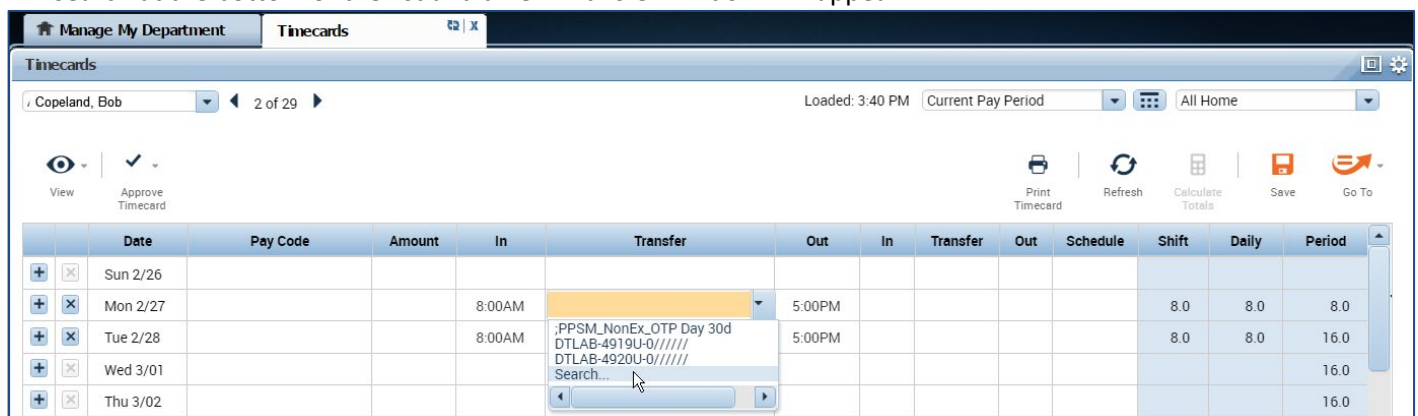 Manage My Department Timecards X
Timecards
, Copeland, Bob 2 of 29 Loaded: 3:40 PM Current Pay Period All Home
View Approve Timecard Print Timecard Refresh Calculate Totals Save Go To
Date Pay Code Amount In Transfer Out In Transfer Out Schedule Shift Daily Period
Sun 2/26
Mon 2/27 8:00AM 5:00PM 8.0 8.0 8.0
Tue 2/28 8:00AM 5:00PM 8.0 8.0 16.0
;PPSM_NonEx_OTP Day 30d
DTLAB-4919U-0//////
DTLAB-4920U-0//////
Search...
Wed 3/01 16.0
Thu 3/02 16.0